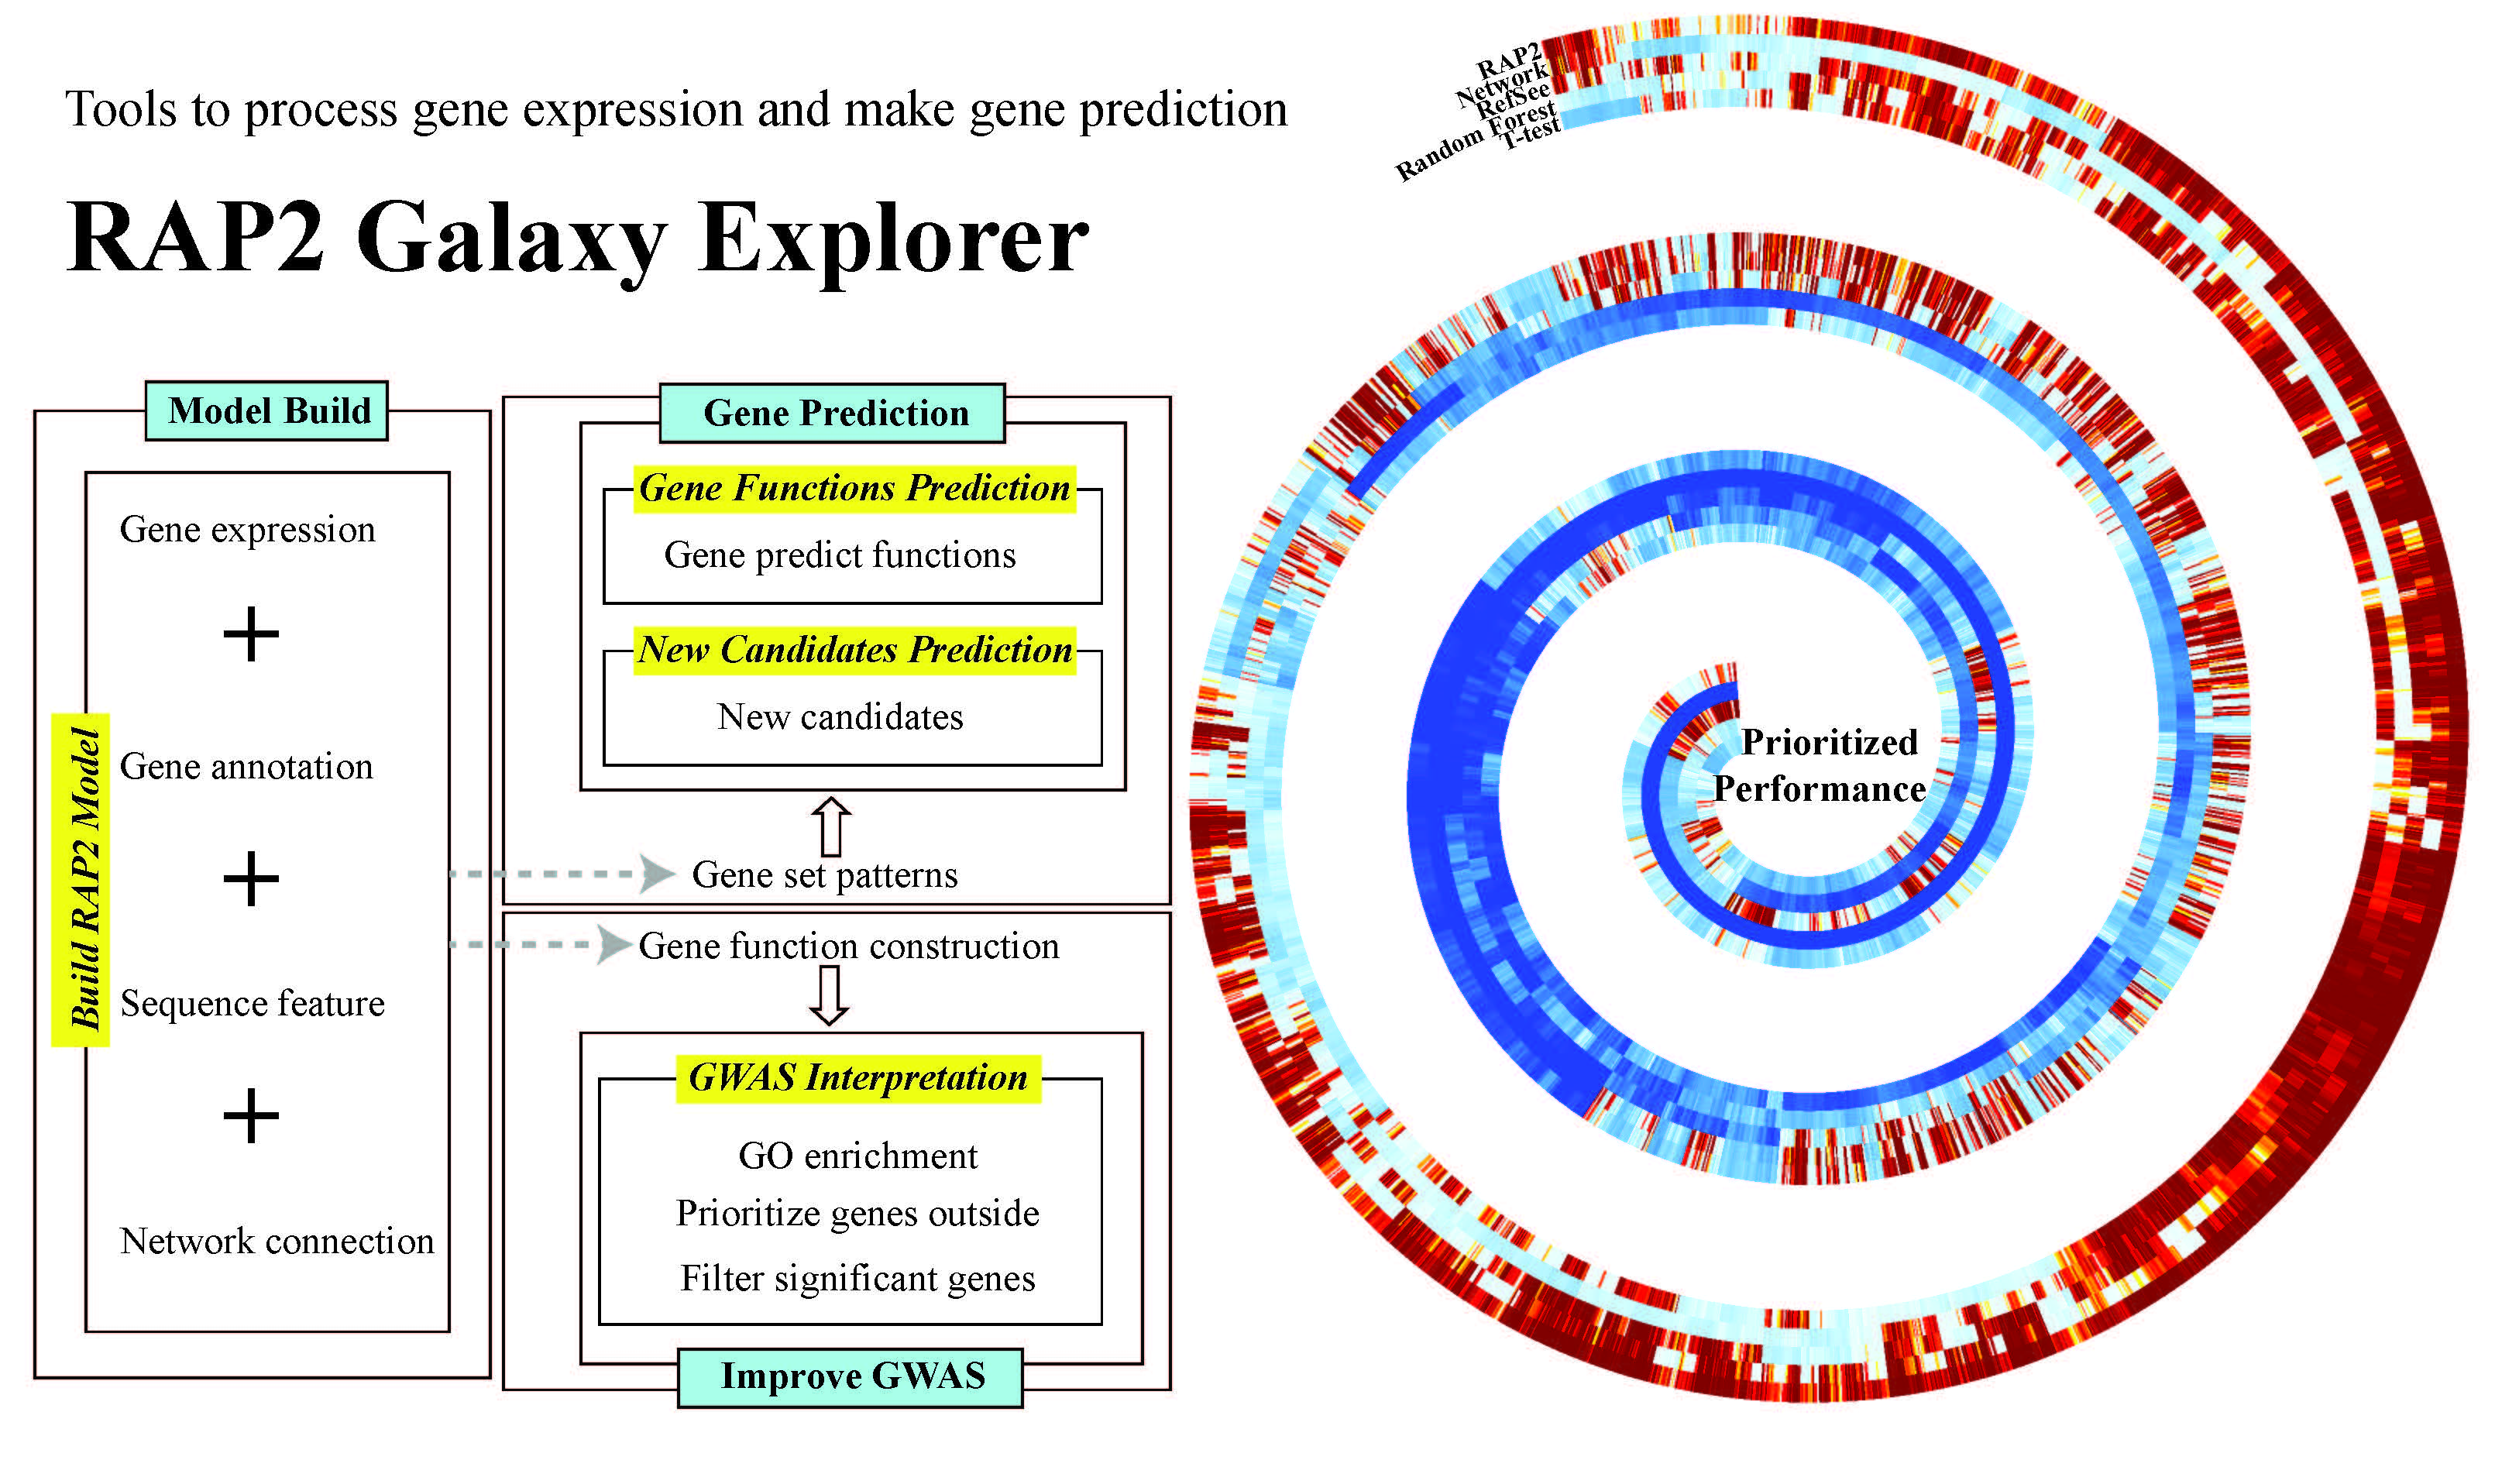 Tools to process gene expression and make gene prediction
RAP2 Galaxy Explorer
Model Build
Build RAP2 Model
Gene expression
+
Gene annotation
+
Sequence feature
+
Network connection
Gene Prediction
Gene Functions Prediction
Gene predict functions
New Candidates Prediction
New candidates
Gene set patterns
Gene function construction
GWAS Interpretation
GO enrichment
Prioritize genes outside
Filter significant genes
Improve GWAS
RAP2
Network
RefSee
Random Forest
T-test
Prioritized
Performance